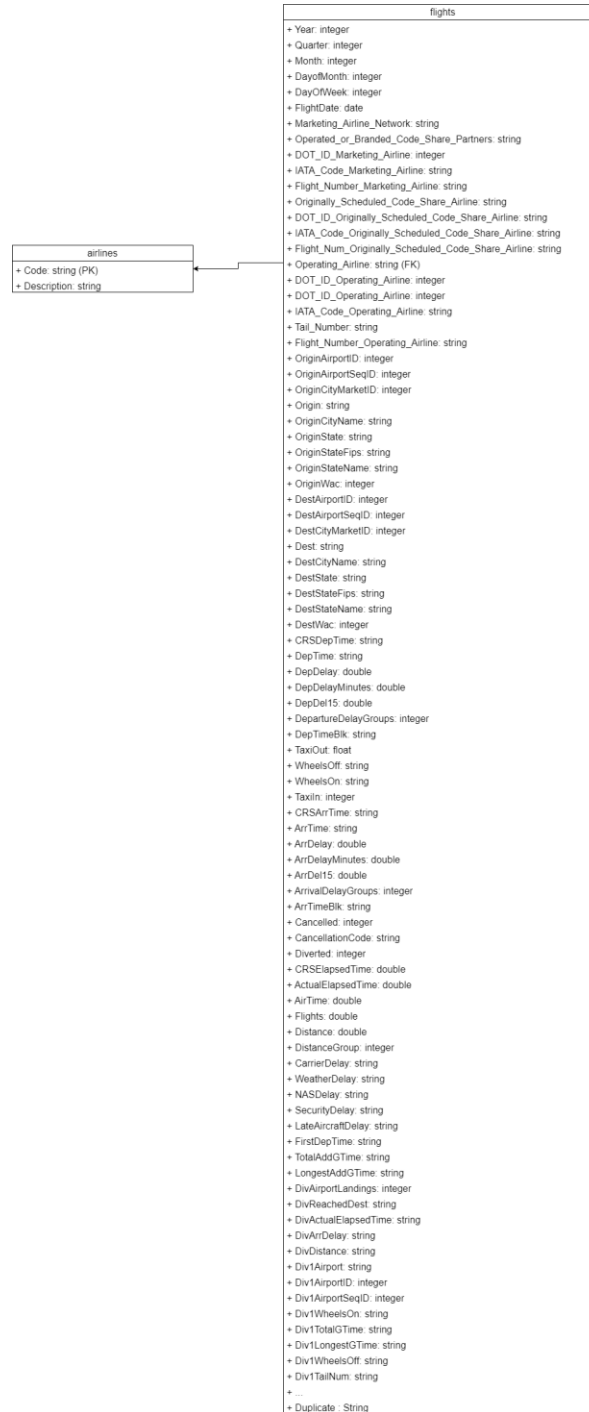 airlines
+ Code: string (PK)
+ Description: string
flights
+ Year: integer
+ Quarter: integer
+ Month: integer
+ DayofMonth: integer
+ DayOfWeek: integer
+ FlightDate: date
+ Marketing_Airline_Network: string
+ Operated_or_Branded_Code_Share_Partners: string
+ DOT_ID_Marketing_Airline: integer
+ IATA_Code_Marketing_Airline: string
+ Flight_Number_Marketing_Airline: string
+ Originally_Scheduled_Code_Share_Airline: string
+ DOT_ID_Originally_Scheduled_Code_Share_Airline: string
+ IATA_Code_Originally_Scheduled_Code_Share_Airline: string
+ Flight_Num_Originally_Scheduled_Code_Share_Airline: string
+ Operating_Airline: string (FK)
+ DOT_ID_Operating_Airline: integer
+ DOT_ID_Operating_Airline: integer
+ IATA_Code_Operating_Airline: string
+ Tail_Number: string
+ Flight_Number_Operating_Airline: string
+ OriginAirportID: integer
+ OriginAirportSeqID: integer
+ OriginCityMarketID: integer
+ Origin: string
+ OriginCityName: string
+ OriginState: string
+ OriginStateFips: string
+ OriginStateName: string
+ OriginWac: integer
+ DestAirportID: integer
+ DestAirportSeqID: integer
+ DestCityMarketID: integer
+ Dest: string
+ DestCityName: string
+ DestState: string
+ DestStateFips: string
+ DestStateName: string
+ DestWac: integer
+ CRSDepTime: string
+ DepTime: string
+ DepDelay: double
+ DepDelayMinutes: double
+ DepDel15: double
+ DepartureDelayGroups: integer
+ DepTimeBlk: string
+ TaxiOut: float
+ WheelsOff: string
+ WheelsOn: string
+ TaxiIn: integer
+ CRSArrTime: string
+ ArrTime: string
+ ArrDelay: double
+ ArrDelayMinutes: double
+ ArrDel15: double
+ ArrivalDelayGroups: integer
+ ArrTimeBlk: string
+ Cancelled: integer
+ CancellationCode: string
+ Diverted: integer
+ CRSElapsedTime: double
+ ActualElapsedTime: double
+ AirTime: double
+ Flights: double
+ Distance: double
+ DistanceGroup: integer
+ CarrierDelay: string
+ WeatherDelay: string
+ NASDelay: string
+ SecurityDelay: string
+ LateAircraftDelay: string
+ FirstDepTime: string
+ TotalAddGTime: string
+ LongestAddGTime: string
+ DivAirportLandings: integer
+ DivReachedDest: string
+ DivActualElapsedTime: string
+ DivArrDelay: string
+ DivDistance: string
+ Div1Airport: string
+ Div1AirportID: integer
+ Div1AirportSeqID: integer
+ Div1WheelsOn: string
+ Div1TotalGTime: string
+ Div1LongestGTime: string
+ Div1WheelsOff: string
+ Div1TailNum: string
+ ...
+ Duplicate : String